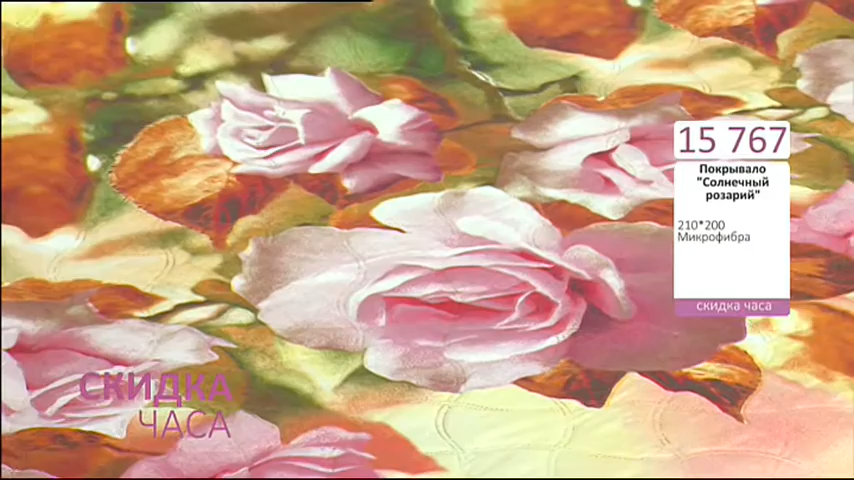 15 767
Покрывало
"Солнечный
розарий"
210*200
Микрофибра
скидка часа
СКИДКА
ЧАСА